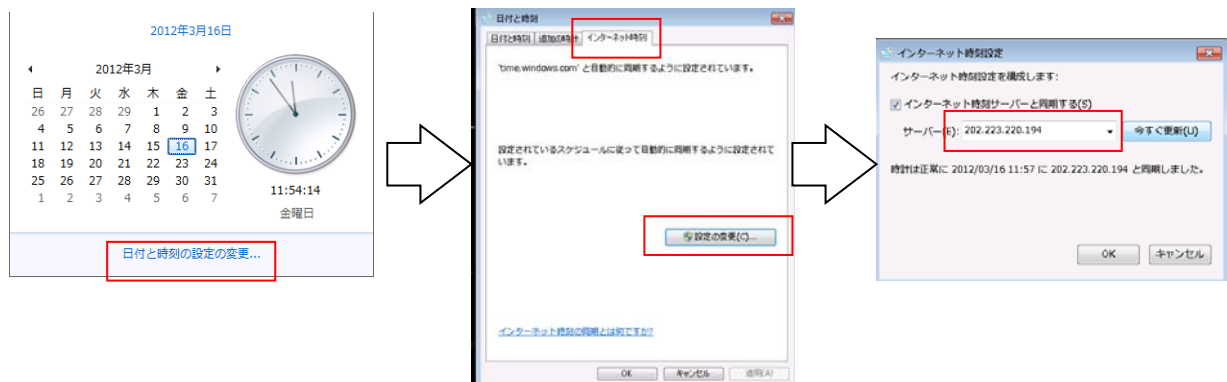 2012年3月16日
2012年3月
日 月 火 水 木 金 土
26 27 28 29 1 2 3
4 5 6 7 8 9 10
11 12 13 14 15 16 17
18 19 20 21 22 23 24
25 26 27 28 29 30 31
1 2 3 4 5 6 7
11:54:14
金曜日
日付と時刻の設定の変更...
日付と時刻
日付と時刻 追加の時計 インターネット時刻
'time.windows.com' と自動的に同期するように設定されています。
設定されているスケジュールに従って自動的に同期するように設定されて
います。
設定の変更(C)...
インターネット時刻の同期とは何ですか?
OK キャンセル 適用(A)
インターネット時刻設定
インターネット時刻設定を構成します:
インターネット時刻サーバーと同期する(S)
サーバー(E): 202.223.220.194 今すぐ更新(U)
時計は正常に 2012/03/16 11:57 に 202.223.220.194 と同期しました。
OK キャンセル